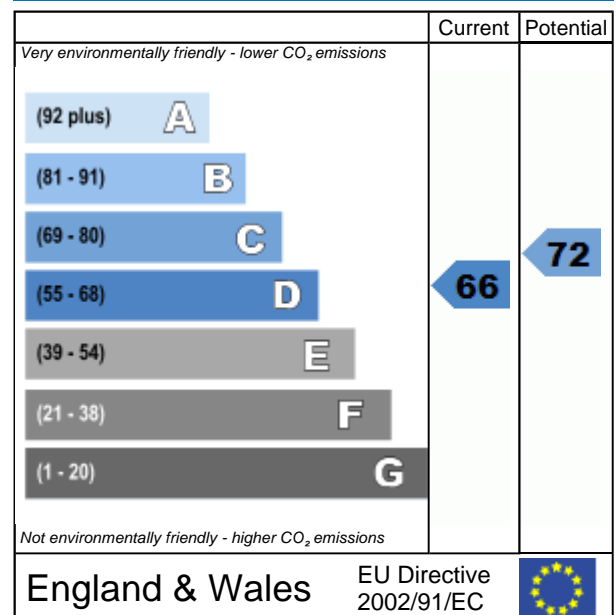 Current Potential
Very environmentally friendly - lower CO₂ emissions
(92 plus) A
(81 - 91) B
(69 - 80) C
72
(55 - 68) D
66
(39 - 54) E
(21 - 38) F
(1 - 20) G
Not environmentally friendly - higher CO₂ emissions
England & Wales
EU Directive
2002/91/EC